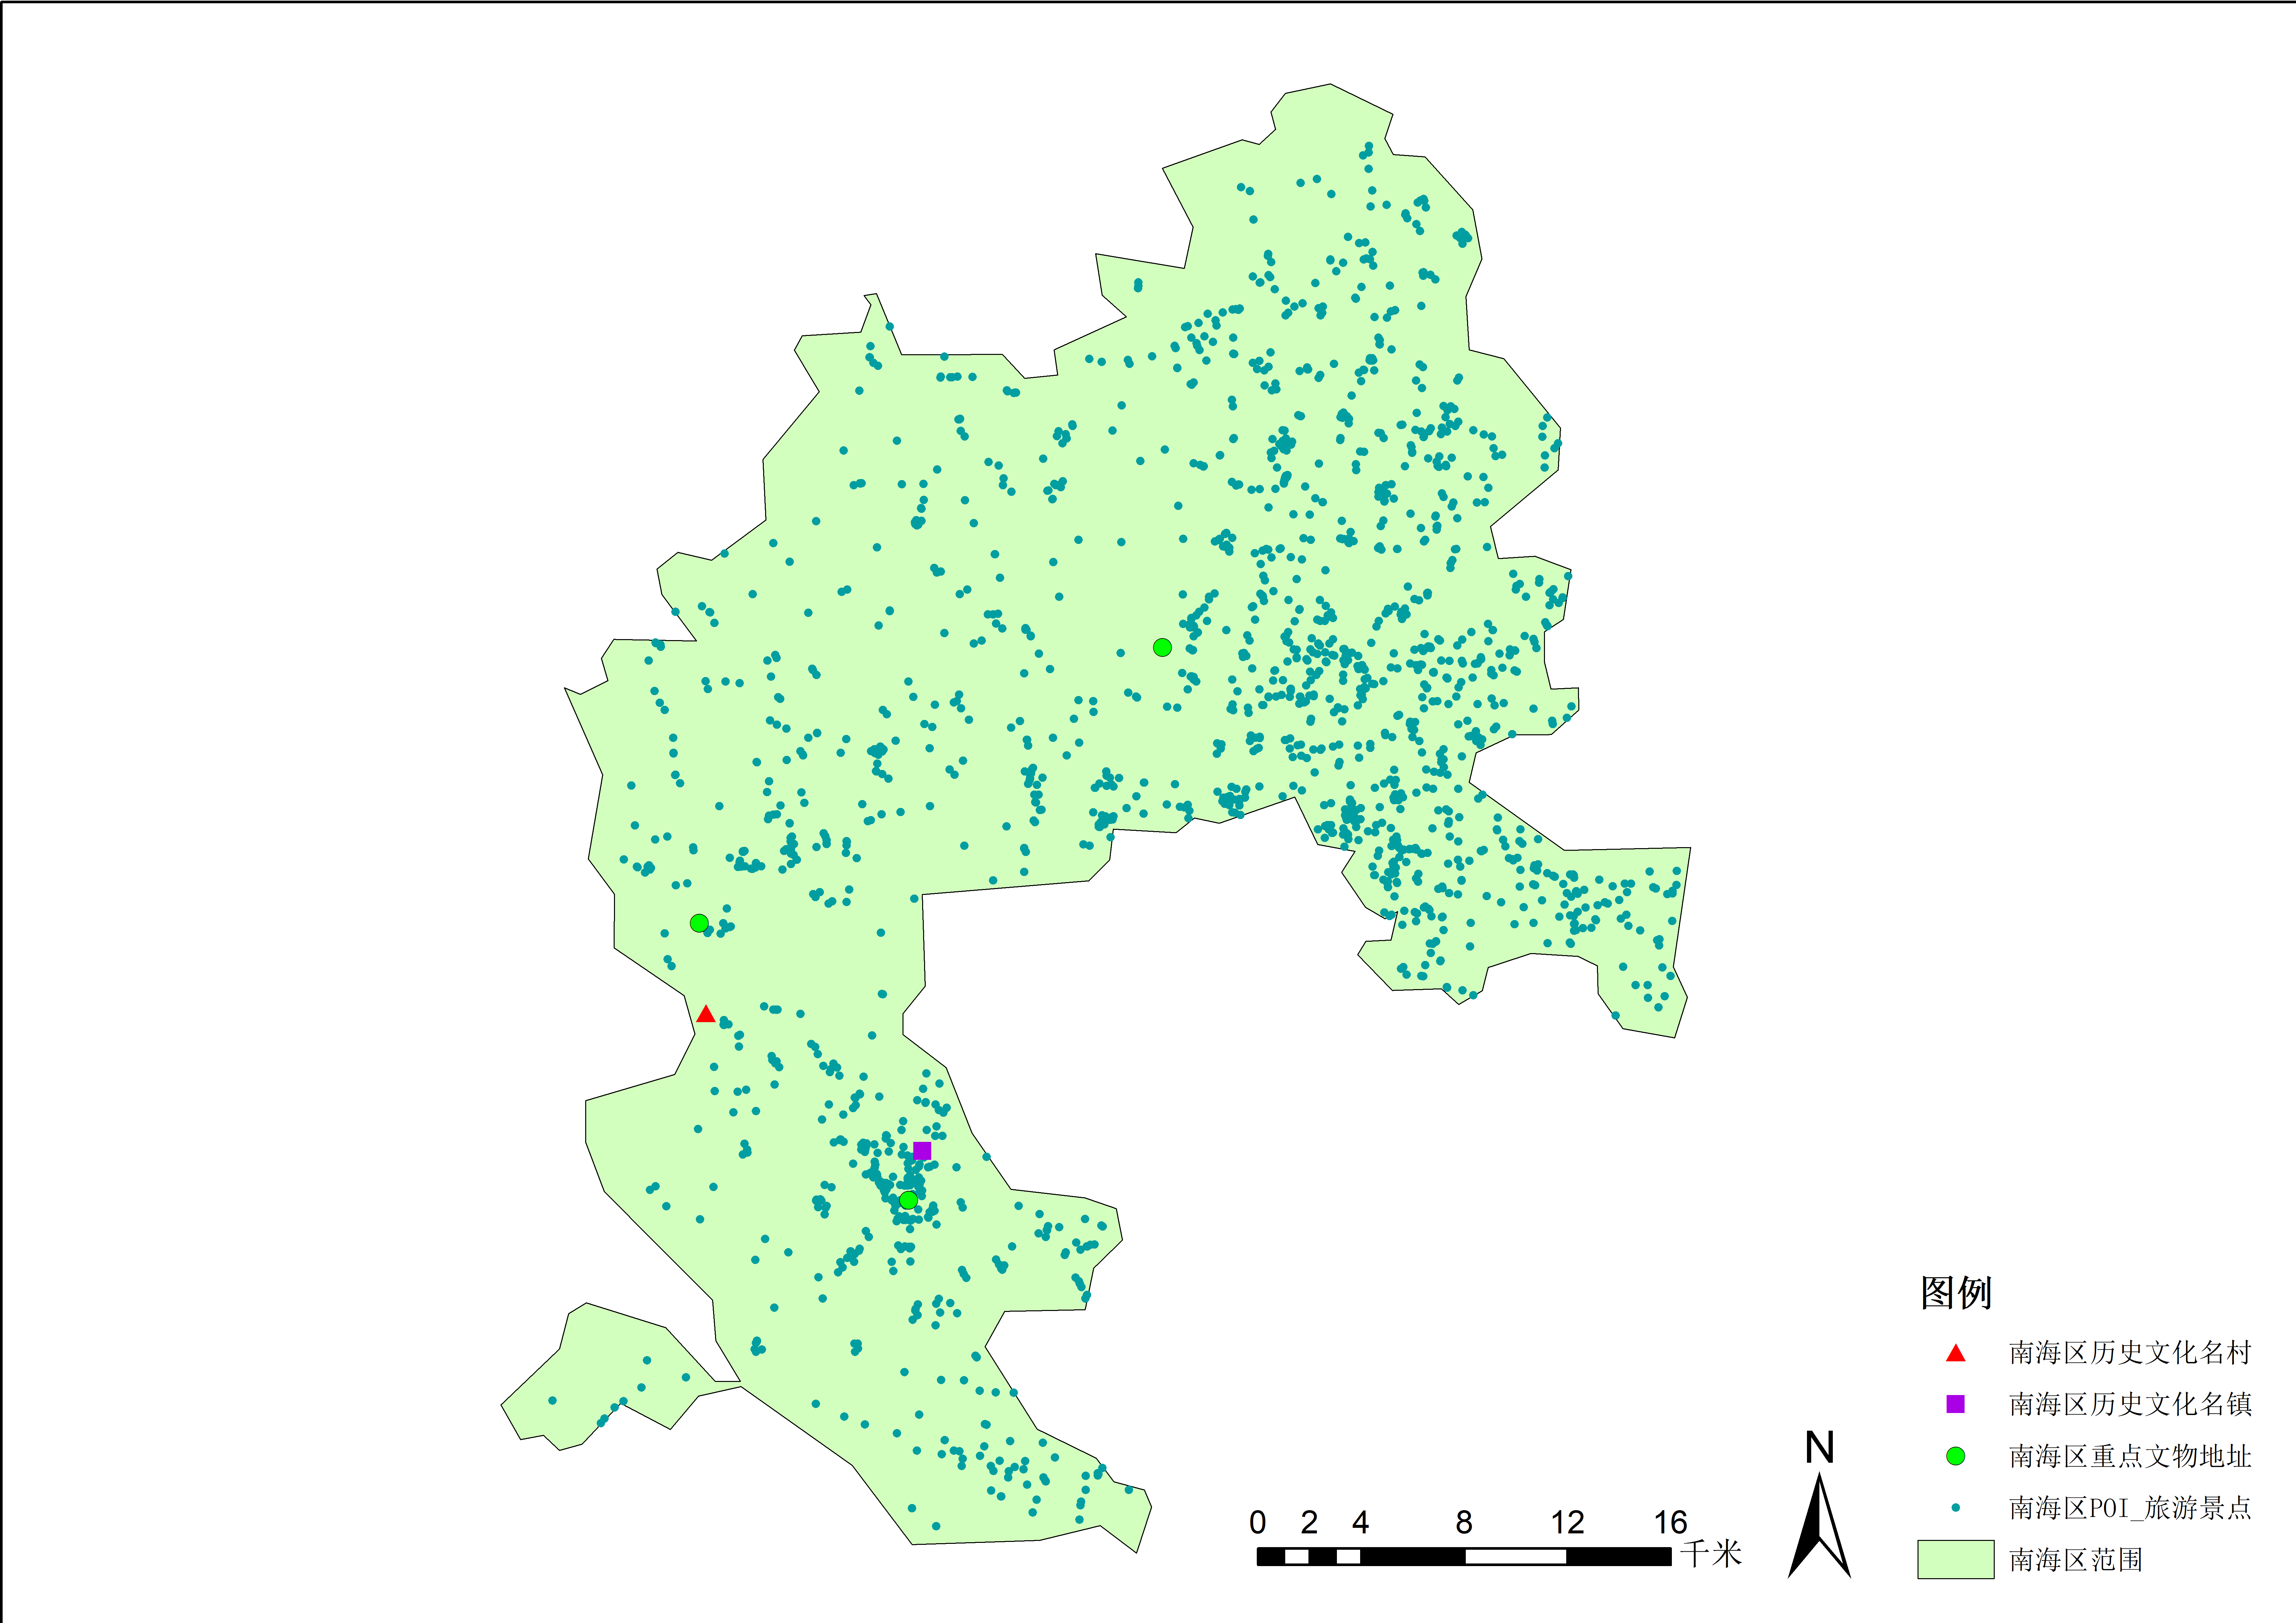 图例
南海区历史文化名村
南海区历史文化名镇
南海区重点文物地址
南海区POI_旅游景点
南海区范围
N
0 2 4 8 12 16
千米